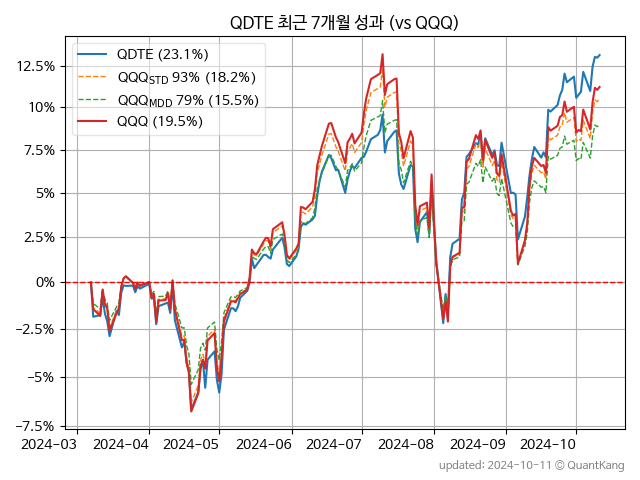 QDTE 최근 7개월 성과 (vs QQQ)
QDTE (23.1%)
QQQSTD 93% (18.2%)
QQQMDD 79% (15.5%)
QQQ (19.5%)
12.5%
10%
7.5%
5%
2.5%
0%
−2.5%
−5%
−7.5%
2024-03 2024-04 2024-05 2024-06 2024-07 2024-08 2024-09 2024-10
updated: 2024-10-11 © QuantKang